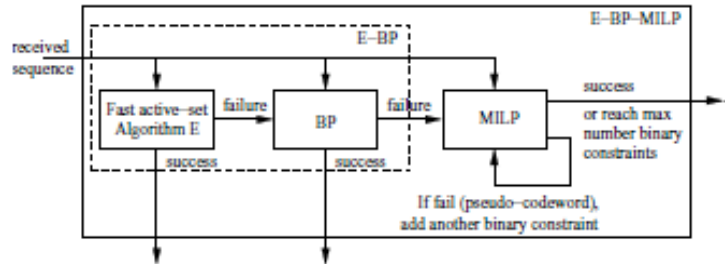 E-BP-MILP
E-BP
received
sequence
Fast active-set
Algorithm E
failure
BP
failure
MILP
success
or reach max
number binary
constraints
success
success
If fail (pseudo-codeword),
add another binary constraint